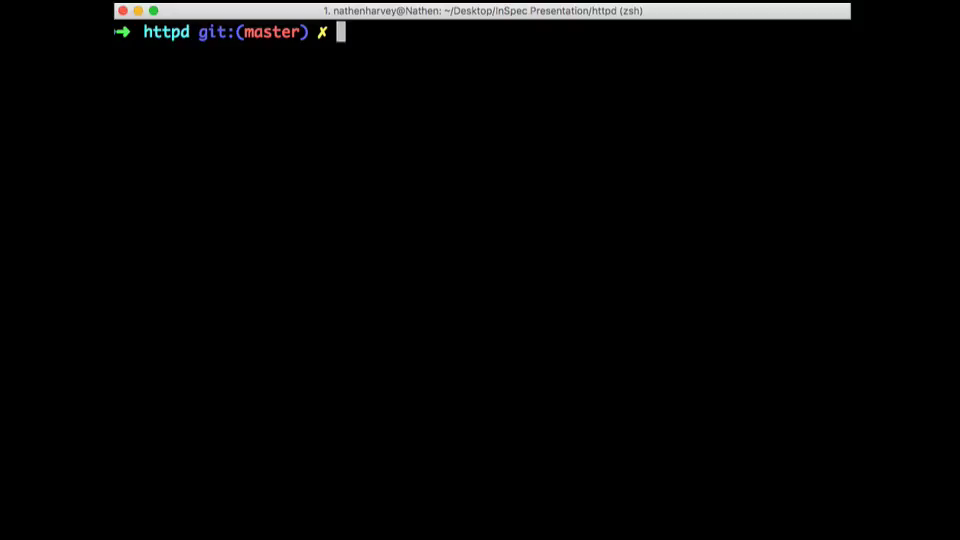 1. nathenharvey@Nathen: ~/Desktop/InSpec Presentation/httpd (zsh)
➜ httpd git:(master) ✗